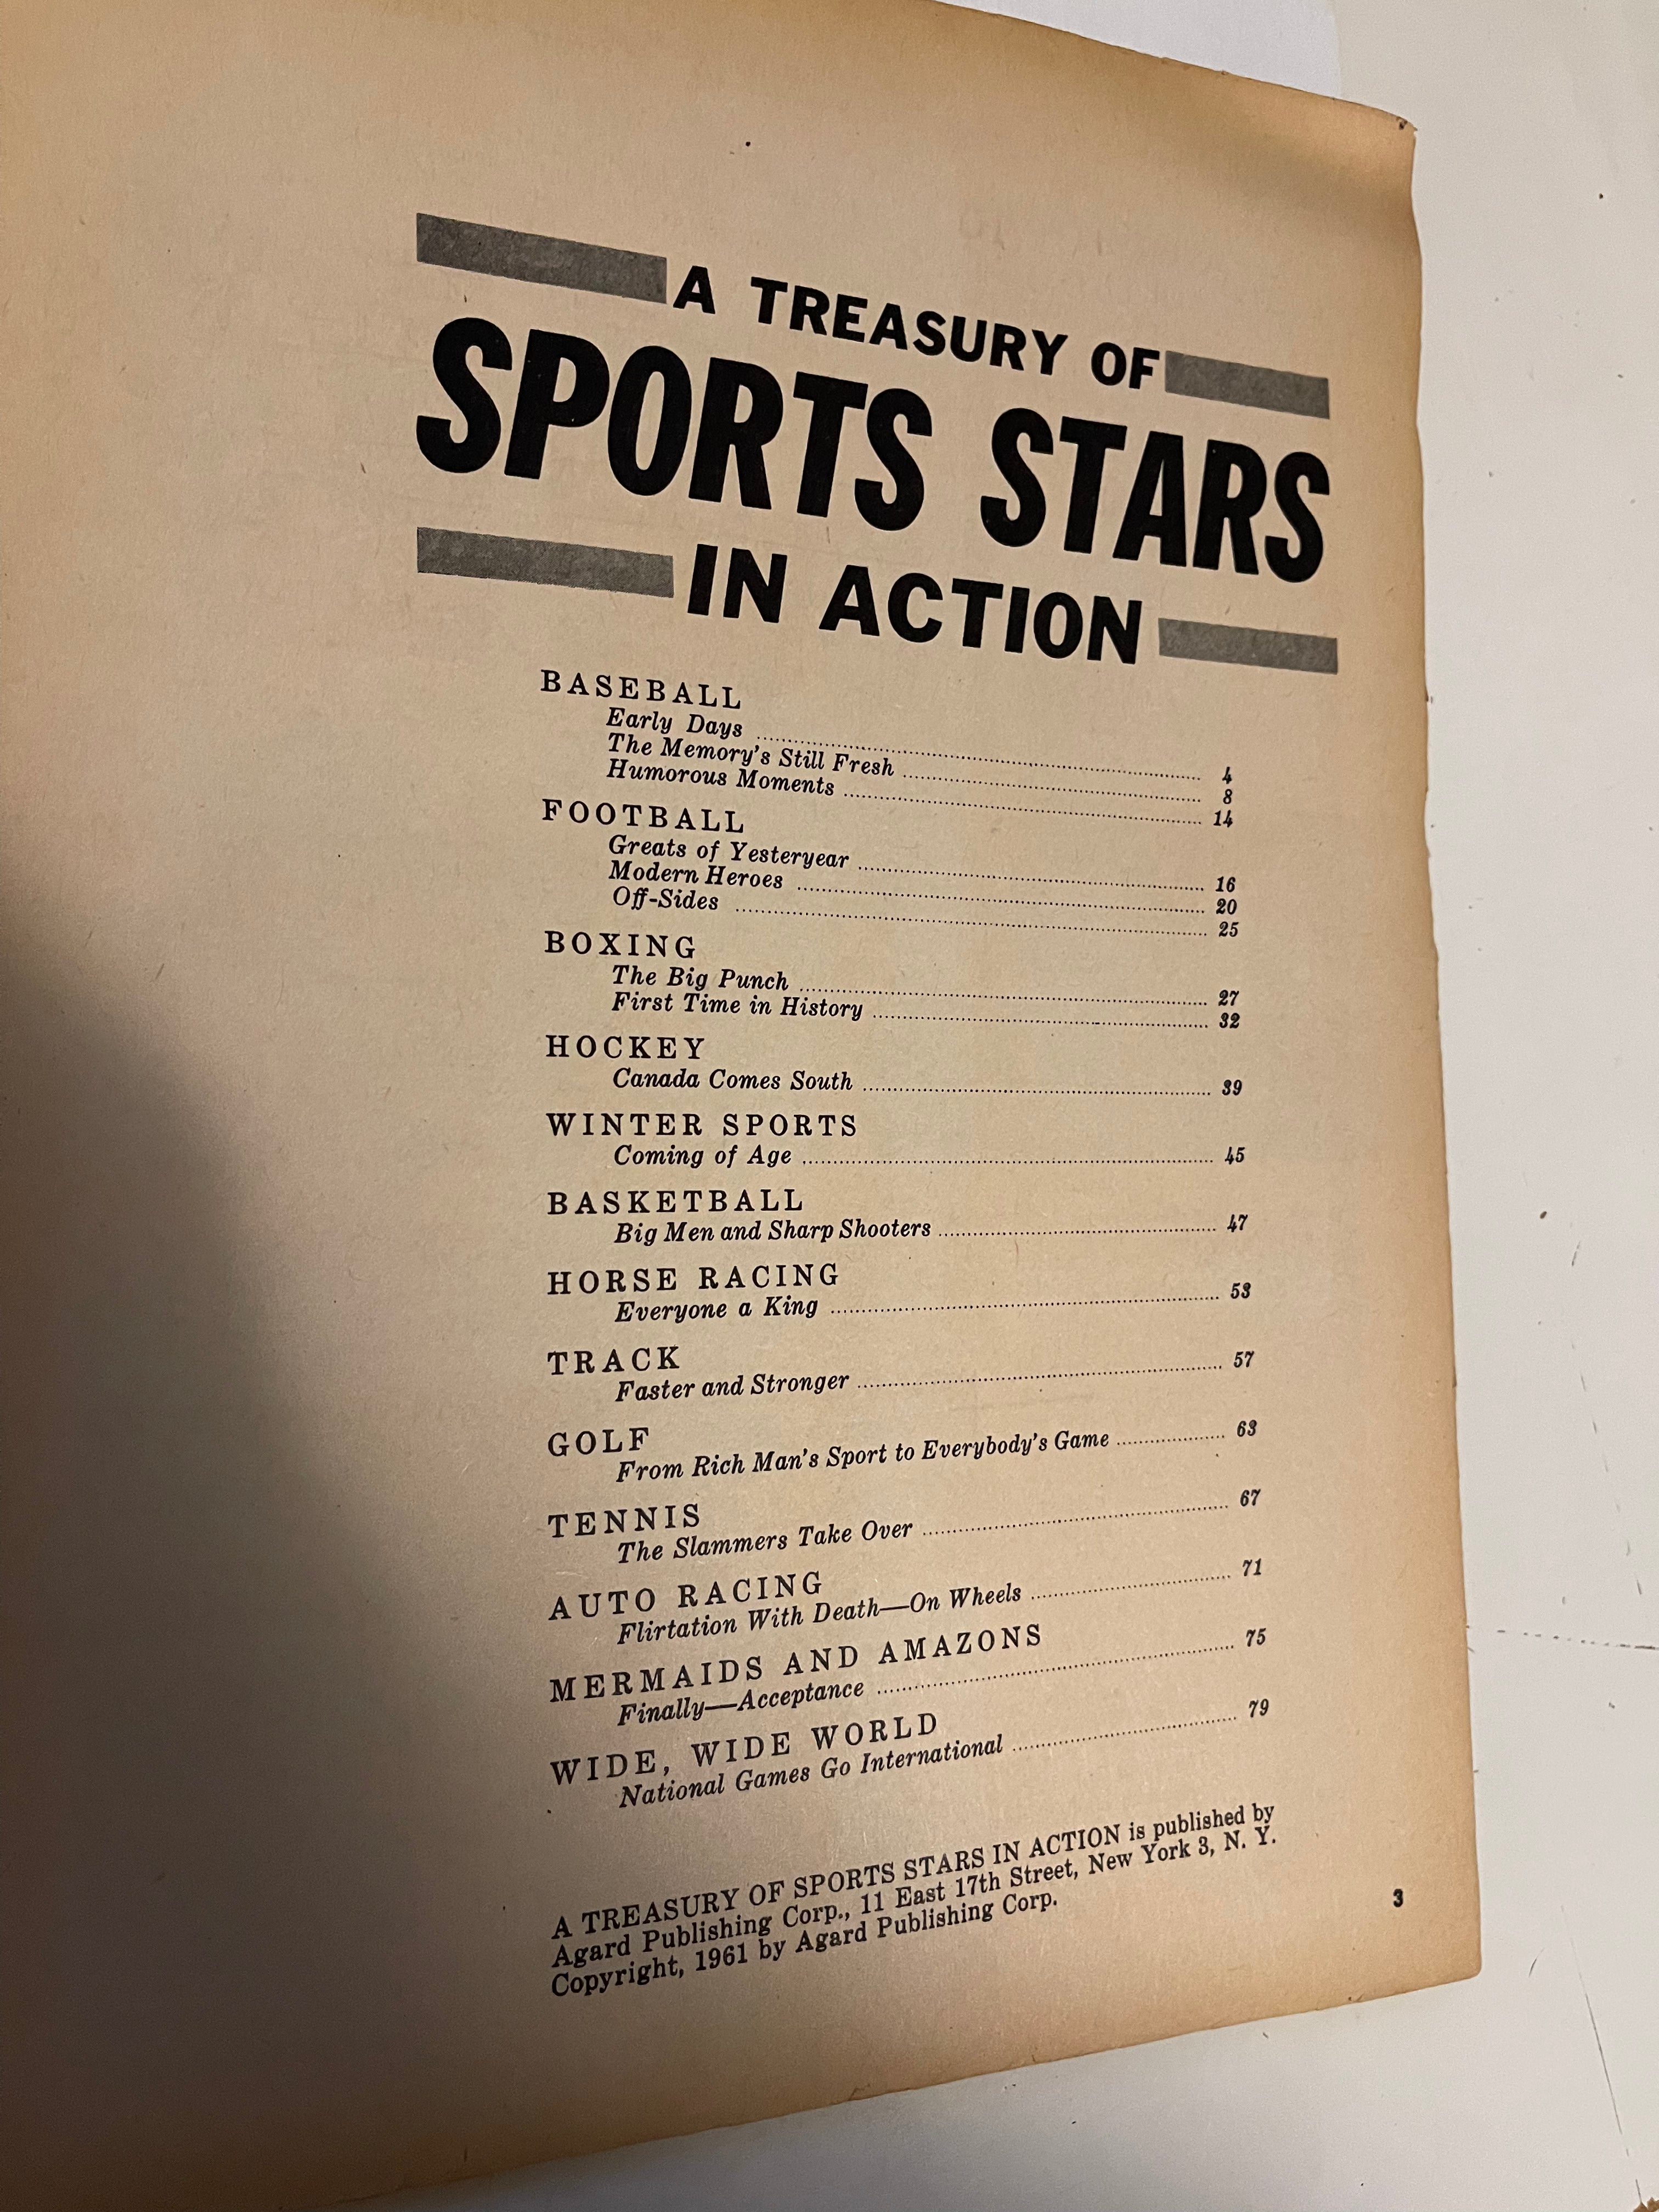 A TREASURY OF
SPORTS STARS
IN ACTION
BASEBALL
Early Days ........ 4
The Memory's Still Fresh ........ 8
Humorous Moments ........ 14
FOOTBALL
Greats of Yesteryear ........ 16
Modern Heroes ........ 20
Off-Sides ........ 25
BOXING
The Big Punch ........ 27
First Time in History ........ 32
HOCKEY
Canada Comes South ........ 39
WINTER SPORTS
Coming of Age ........ 45
BASKETBALL
Big Men and Sharp Shooters ........ 47
HORSE RACING
Everyone a King ........ 53
TRACK
Faster and Stronger ........ 57
GOLF
From Rich Man's Sport to Everybody's Game ........ 63
TENNIS
The Slammers Take Over ........ 67
AUTO RACING
Flirtation With Death—On Wheels ........ 71
MERMAIDS AND AMAZONS
Finally—Acceptance ........ 75
WIDE, WIDE WORLD
National Games Go International ........ 79
A TREASURY OF SPORTS STARS IN ACTION is published by
Agard Publishing Corp., 11 East 17th Street, New York 3, N. Y.
Copyright, 1961 by Agard Publishing Corp.
3